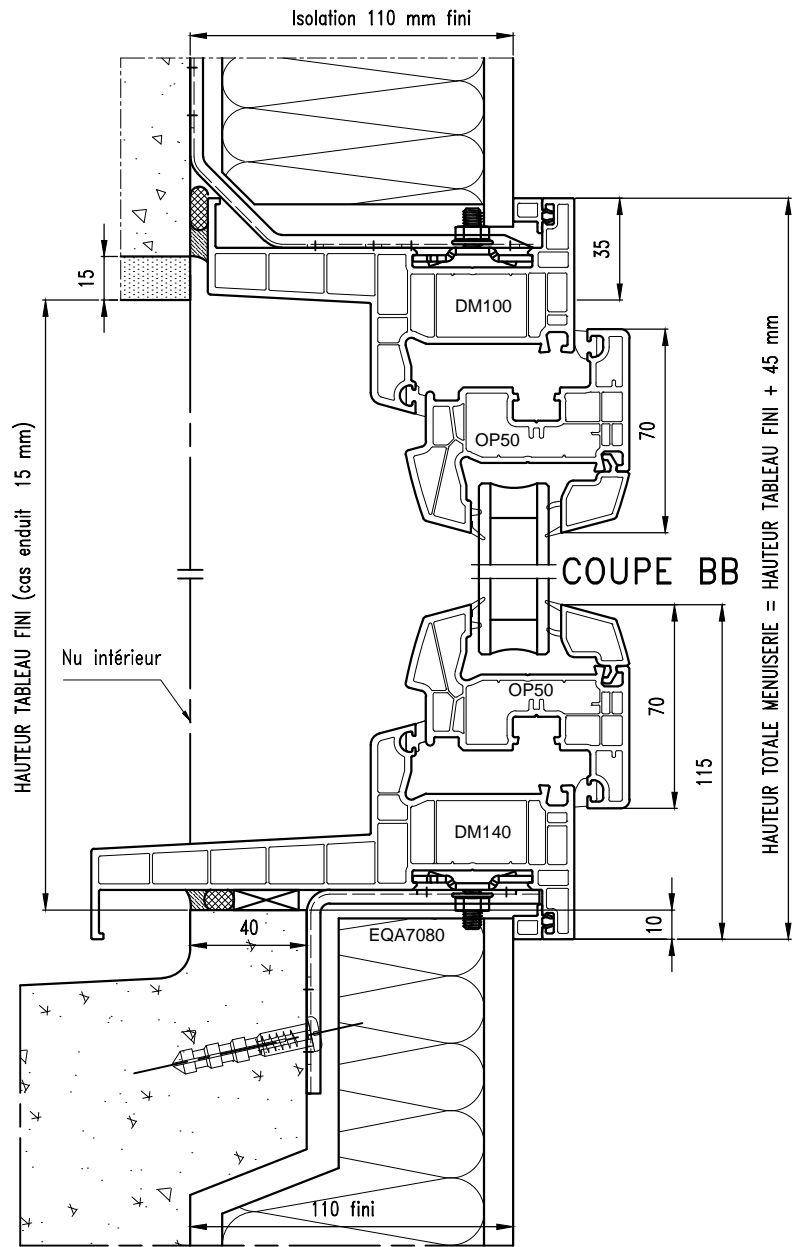 Isolation 110 mm fini
35
15
DM100
HAUTEUR TOTALE MENUISERIE = HAUTEUR TABLEAU FINI + 45 mm
HAUTEUR TABLEAU FINI (cas enduit 15 mm)
70
OP50
COUPE BB
Nu intérieur
OP50
70
115
DM140
40
EQA7080
10
110 fini